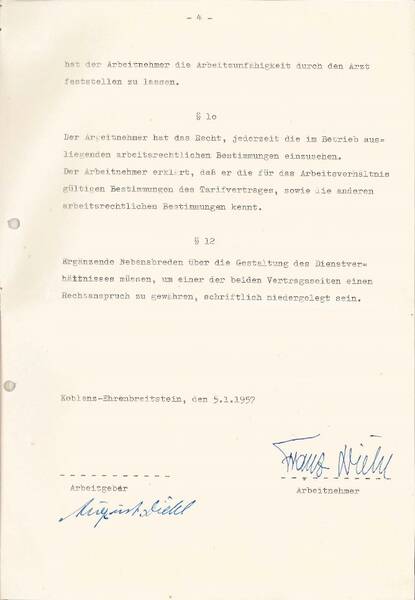 - 4 -
hat der Arbeitnehmer die Arbeitsunfähigkeit durch den Arzt
feststellen zu lassen.
§ 10
Der Argeitnehmer hat das Recht, jederzeit die im Betrieb aus-
liegenden arbeitsrechtlichen Bestimmungen einzusehen.
Der Arbeitnehmer erklärt, daß er die für das Arbeitsverhältnis
gültigen Bestimmungen des Tarifvertrages, sowie die anderen
arbeitsrechtlichen Bestimmungen kennt.
§ 12
Ergänzende Nebenabreden über die Gestaltung des Dienstver-
hältnisses müssen, um einer der beiden Vertragsseiten einen
Rechtsanspruch zu gewähren, schriftlich niedergelegt sein.
Koblenz-Ehrenbreitstein, den 5.1.1957
Franz Diehl
Arbeitgeber
Arbeitnehmer
August Diehl